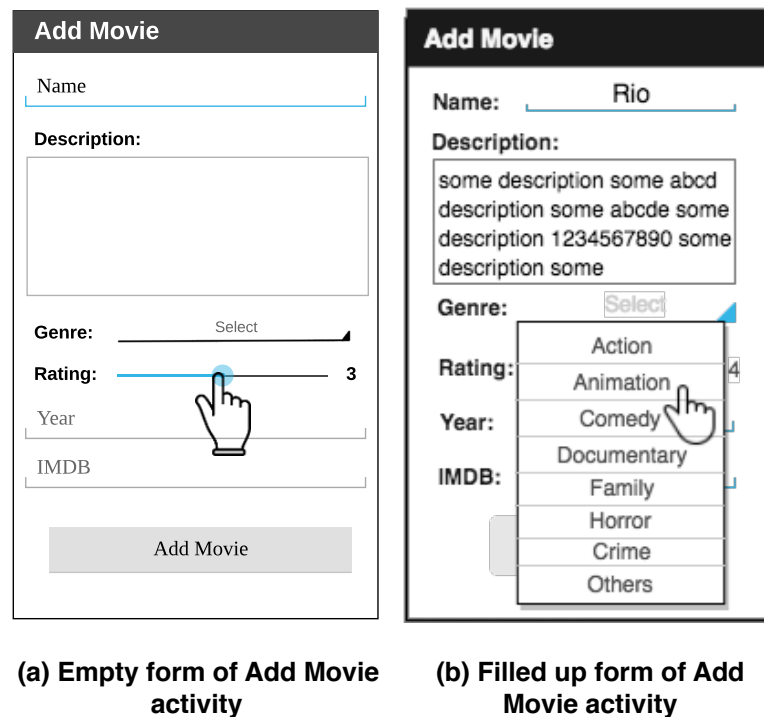 Add Movie
Name
Description:
Genre:
Select
Rating:
3
Year
IMDB
Add Movie
(a) Empty form of Add Movie
activity
Add Movie
Name:
Rio
Description:
some description some abcd
description some abcde some
description 1234567890 some
description some
Genre:
Select
Action
Rating:
4
Animation
Comedy
Year:
Documentary
IMDB:
Family
Horror
Crime
Others
(b) Filled up form of Add
Movie activity